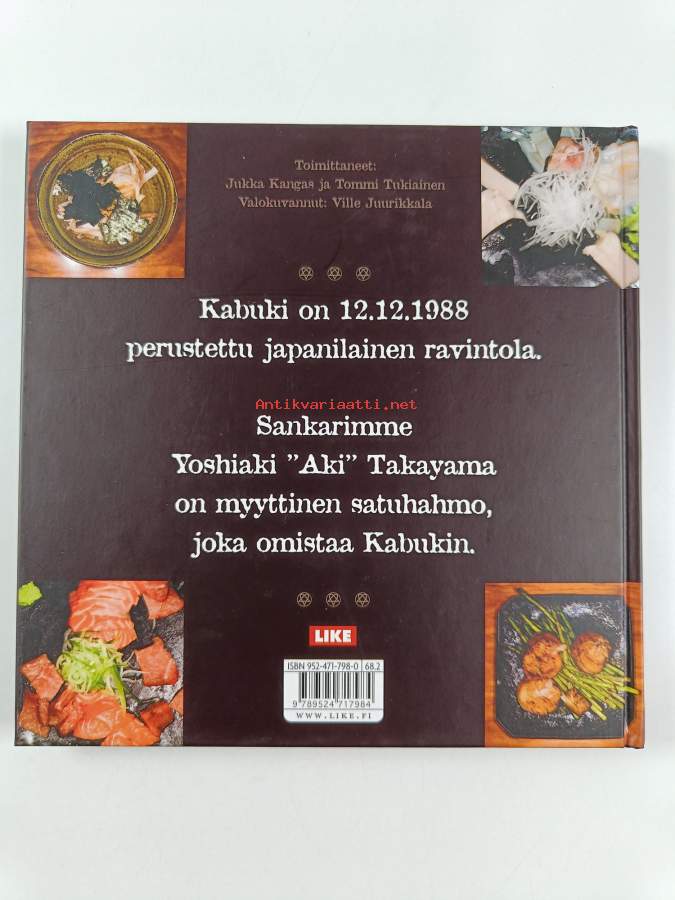 Toimittaneet:
Jukka Kangas ja Tommi Tukiainen
Valokuvannut: Ville Juurikkala
Kabuki on 12.12.1988
perustettu japanilainen ravintola.
Antikvariaatti.net
Sankarimme
Yoshiaki ”Aki” Takayama
on myyttinen satuhahmo,
joka omistaa Kabukin.
LIKE
ISBN 952-471-798-0 68.2
9 789524 717984
WWW.LIKE.FI